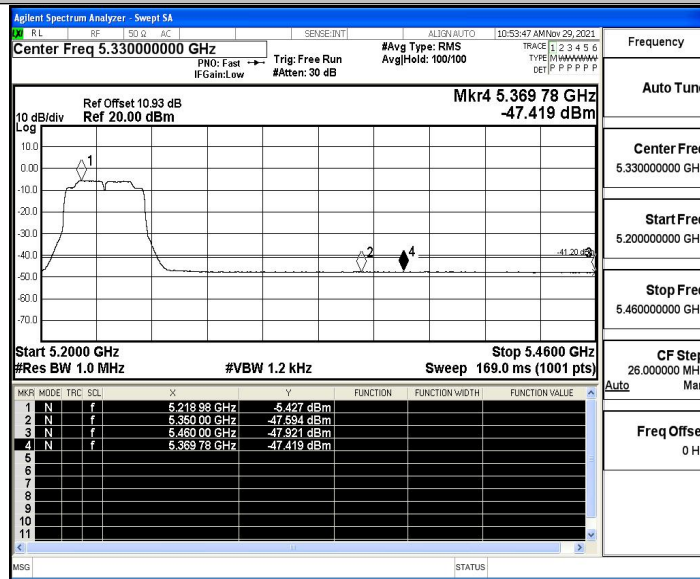 Agilent Spectrum Analyzer - Swept SA
RL RF 50 Ω AC SENSE:INT ALIGN AUTO 10:53:47 AM Nov 29, 2021
Center Freq 5.330000000 GHz
PNO: Fast
IFGain:Low
Trig: Free Run
#Atten: 30 dB
#Avg Type: RMS
Avg|Hold: 100/100
TRACE 1 2 3 4 5 6
TYPE M W W W W W
DET P P P P P P
Ref Offset 10.93 dB
Ref 20.00 dBm
10 dB/div
Log
Mkr4 5.369 78 GHz
-47.419 dBm
10.0
0.00
-10.0
-20.0
-30.0
-40.0
-50.0
-60.0
-70.0
1
2
4
3
-41.20 d
Start 5.2000 GHz
Stop 5.4600 GHz
#Res BW 1.0 MHz
#VBW 1.2 kHz
Sweep 169.0 ms (1001 pts)
MKR MODE TRC SCL X Y FUNCTION FUNCTION WIDTH FUNCTION VALUE
1 N f 5.218 98 GHz -5.427 dBm
2 N f 5.350 00 GHz -47.594 dBm
3 N f 5.460 00 GHz -47.921 dBm
4 N f 5.369 78 GHz -47.419 dBm
5
6
7
8
9
10
11
MSG
STATUS
Frequency
Auto Tun
Center Fre
5.330000000 GH
Start Fre
5.200000000 GH
Stop Fre
5.460000000 GH
CF Ste
26.000000 MH
Auto Ma
Freq Offse
0 H